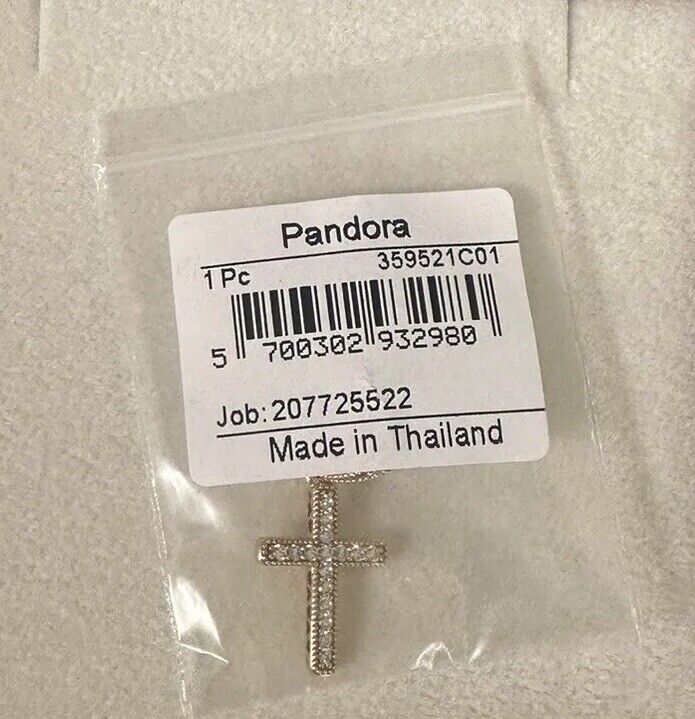 Pandora
1 Pc 359521C01
5 700302 932980
Job: 207725522
Made in Thailand